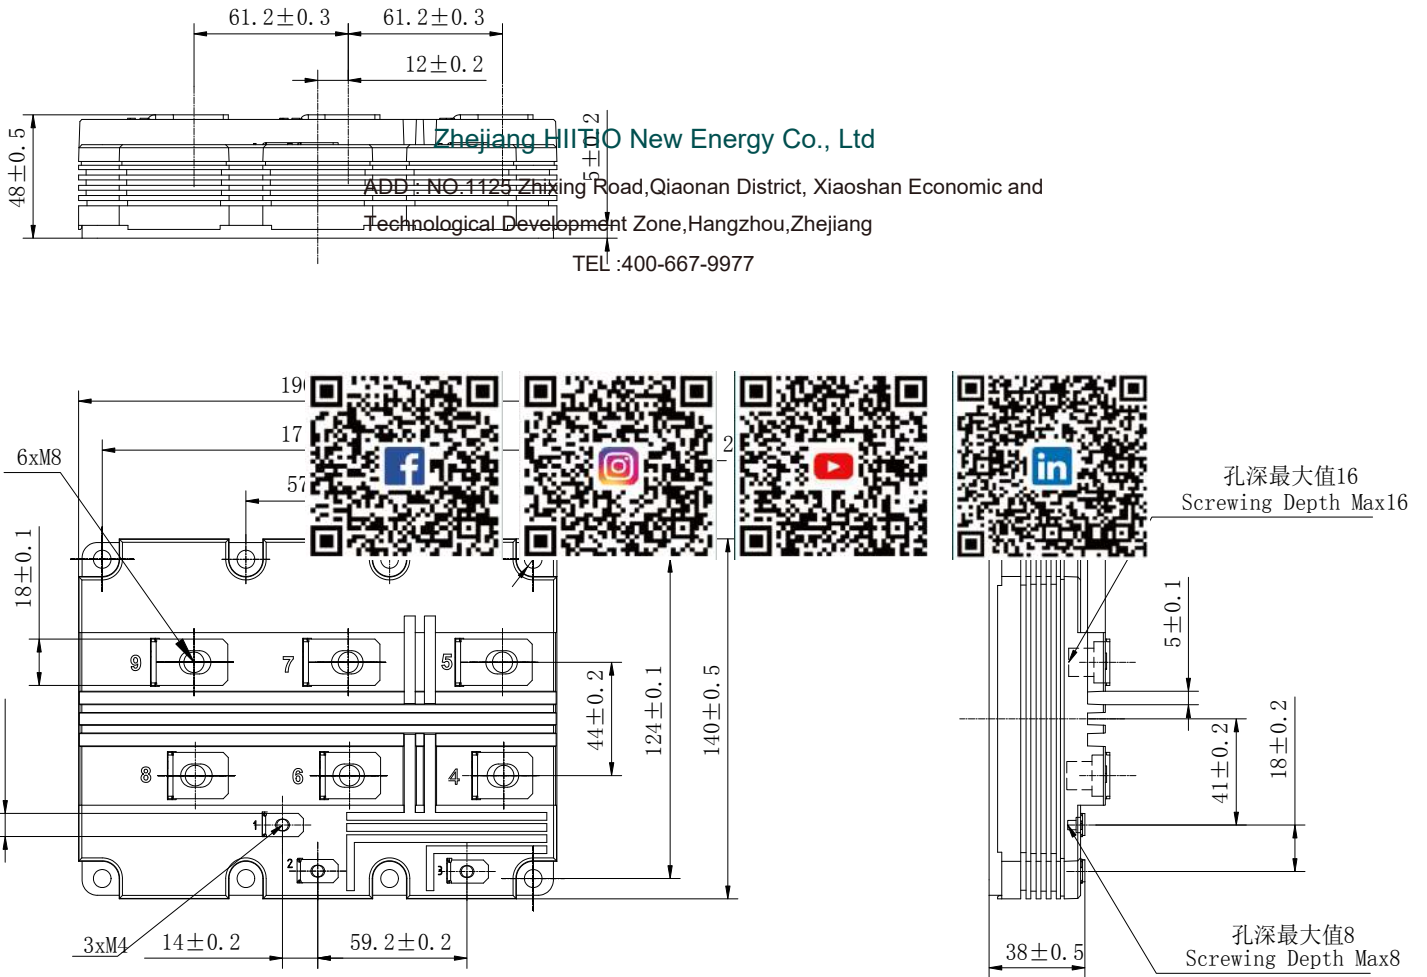 61.2±0.3
61.2±0.3
12±0.2
48±0.5
5±0.2
Zhejiang HIITIO New Energy Co., Ltd
ADD : NO.1125 Zhixing Road,Qiaonan District, Xiaoshan Economic and
Technological Development Zone,Hangzhou,Zhejiang
TEL :400-667-9977
6xM8
18±0.1
孔深最大值16
Screwing Depth Max16
9
7
5
8
6
4
1
2
3
44±0.2
124±0.1
140±0.5
5±0.1
41±0.2
18±0.2
3xM4
14±0.2
59.2±0.2
38±0.5
孔深最大值8
Screwing Depth Max8